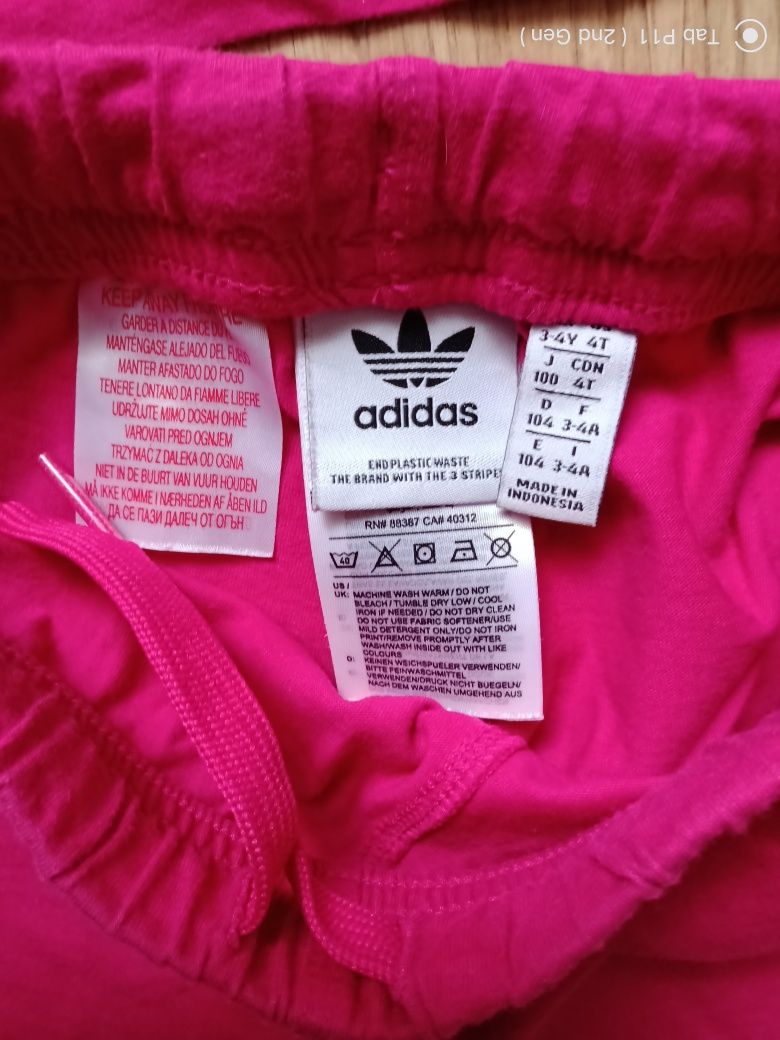 Tab P11 ( 2nd Gen )
KEEP AWAY
GARDER A DISTANCE DU
MANTÉNGASE ALEJADO DEL FUEGO
MANTER AFASTADO DO FOGO
TENERE LONTANO DA FIAMME LIBERE
UDRŽUJTE MIMO DOSAH OHNĚ
VAROVATI PRED OGNJEM
TRZYMAĆ Z DALEKA OD OGNIA
NIET IN DE BUURT VAN VUUR HOUDEN
MÅ IKKE KOMME I NÆRHEDEN AF ÅBEN ILD
ДА СЕ ПАЗИ ДАЛЕЧ ОТ ОГЪН
adidas
END PLASTIC WASTE
THE BRAND WITH THE 3 STRIPE
3-4Y 4T
J CDN
100 4T
D F
104 3-4A
E I
104 3-4A
MADE IN
INDONESIA
RN# 88387 CA# 40312
40
US /
UK: MACHINE WASH WARM / DO NOT
BLEACH / TUMBLE DRY LOW / COOL
IRON IF NEEDED / DO NOT DRY CLEAN
DO NOT USE FABRIC SOFTENER/USE
MILD DETERGENT ONLY/DO NOT IRON
PRINT/REMOVE PROMPTLY AFTER
WASH/WASH INSIDE OUT WITH LIKE
COLOURS
D: KEINEN WEICHSPUELER VERWENDEN/
BITTE FEINWASCHMITTEL
VERWENDEN/DRUCK NICHT BUEGELN/
NACH DEM WASCHEN UMGEHEND AUS